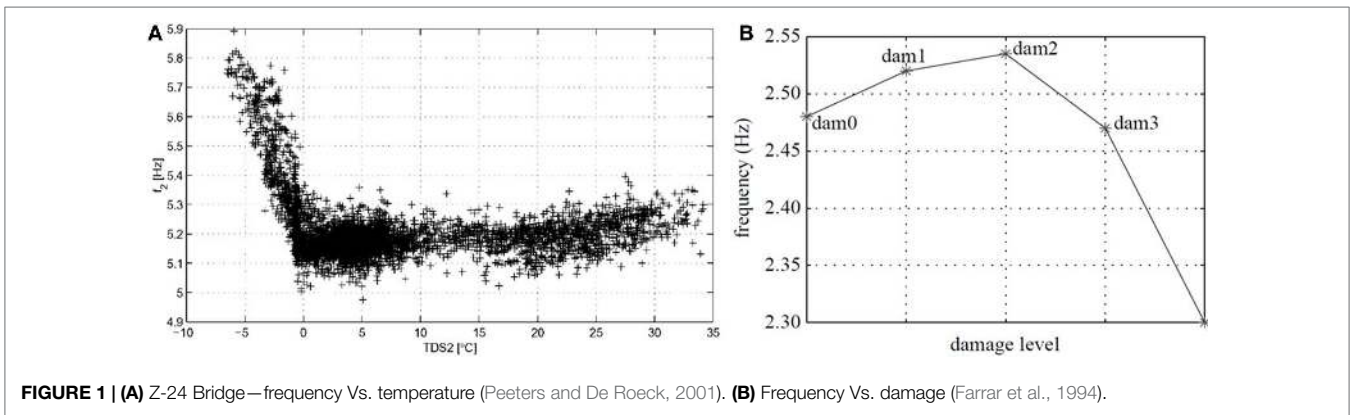 A
5.9
5.8
5.7
5.6
5.5
5.4
5.3
5.2
5.1
5
4.9
f2 [Hz]
−10
−5
0
5
10
15
20
25
30
35
TDS2 [°C]
B
2.55
2.50
2.45
2.40
2.35
2.30
frequency (Hz)
dam0
dam1
dam2
dam3
damage level
FIGURE 1 | (A) Z-24 Bridge—frequency Vs. temperature (Peeters and De Roeck, 2001). (B) Frequency Vs. damage (Farrar et al., 1994).